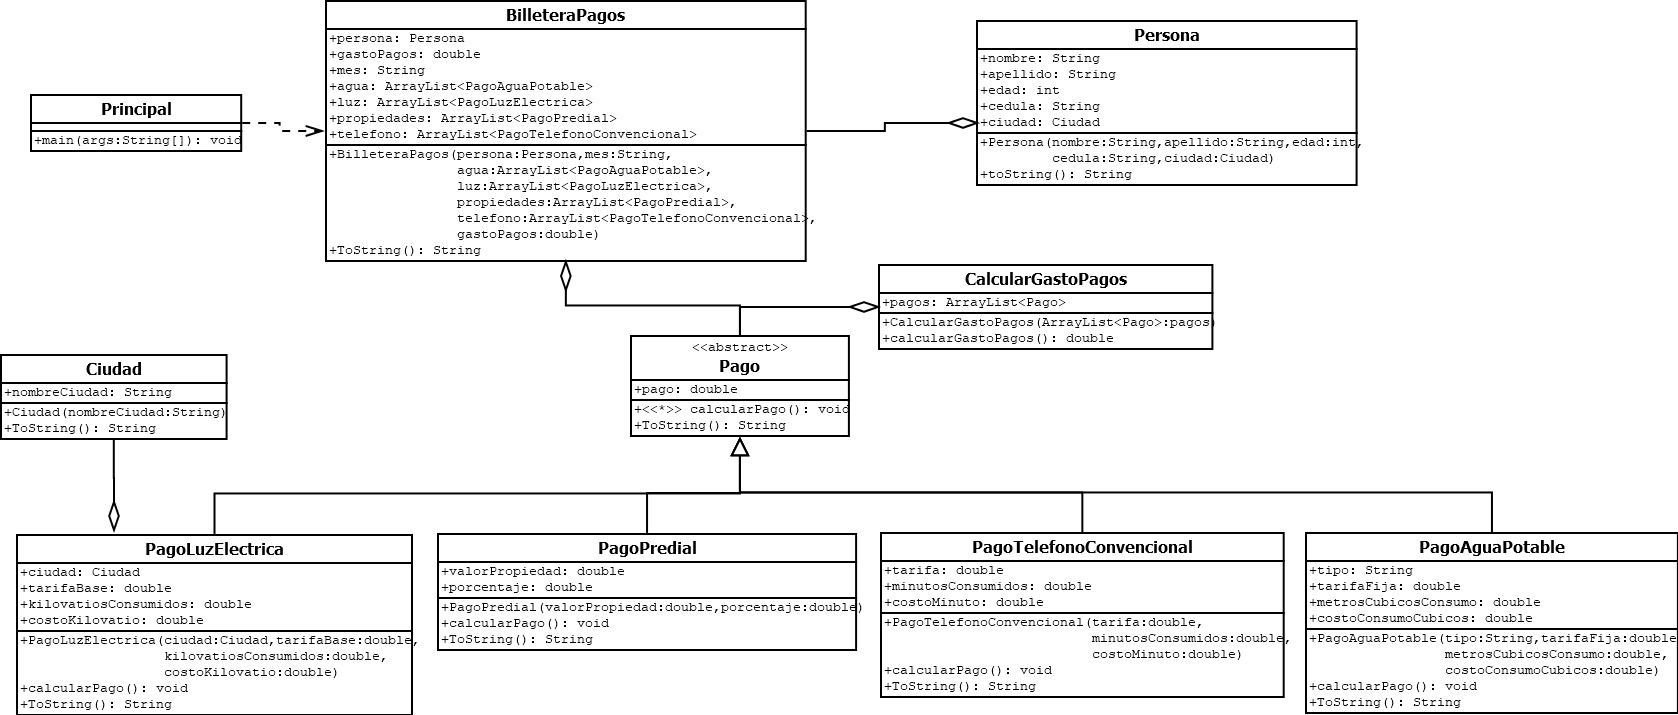 BilleteraPagos
+persona: Persona
+gastoPagos: double
+mes: String
+agua: ArrayList<PagoAguaPotable>
+luz: ArrayList<PagoLuzElectrica>
+propiedades: ArrayList<PagoPredial>
+telefono: ArrayList<PagoTelefonoConvencional>
+BilleteraPagos(persona:Persona,mes:String,
agua:ArrayList<PagoAguaPotable>,
luz:ArrayList<PagoLuzElectrica>,
propiedades:ArrayList<PagoPredial>,
telefono:ArrayList<PagoTelefonoConvencional>,
gastoPagos:double)
+ToString(): String
Persona
+nombre: String
+apellido: String
+edad: int
+cedula: String
+ciudad: Ciudad
+Persona(nombre:String,apellido:String,edad:int,
cedula:String,ciudad:Ciudad)
+toString(): String
Principal
+main(args:String[]): void
CalcularGastoPagos
+pagos: ArrayList<Pago>
+CalcularGastoPagos(ArrayList<Pago>:pagos)
+calcularGastoPagos(): double
<<abstract>>
Pago
+pago: double
+<<*>> calcularPago(): void
+ToString(): String
Ciudad
+nombreCiudad: String
+Ciudad(nombreCiudad:String)
+ToString(): String
PagoLuzElectrica
+ciudad: Ciudad
+tarifaBase: double
+kilovatiosConsumidos: double
+costoKilovatio: double
+PagoLuzElectrica(ciudad:Ciudad,tarifaBase:double,
kilovatiosConsumidos:double,
costoKilovatio:double)
+calcularPago(): void
+ToString(): String
PagoPredial
+valorPropiedad: double
+porcentaje: double
+PagoPredial(valorPropiedad:double,porcentaje:double)
+calcularPago(): void
+ToString(): String
PagoTelefonoConvencional
+tarifa: double
+minutosConsumidos: double
+costoMinuto: double
+PagoTelefonoConvencional(tarifa:double,
minutosConsumidos:double,
costoMinuto:double)
+calcularPago(): void
+ToString(): String
PagoAguaPotable
+tipo: String
+tarifaFija: double
+metrosCubicosConsumo: double
+costoConsumoCubicos: double
+PagoAguaPotable(tipo:String,tarifaFija:double
metrosCubicosConsumo:double,
costoConsumoCubicos:double)
+calcularPago(): void
+ToString(): String